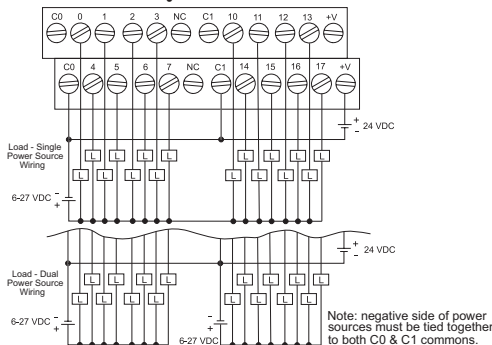 C0 0 1 2 3 NC C1 10 11 12 13 +V
C0 4 5 6 7 NC C1 14 15 16 17 +V
+
-
24 VDC
Load - Single
Power Source
Wiring
L L L L L L L L
L L L L L L L L
6-27 VDC
-
+
+
-
24 VDC
Load - Dual
Power Source
Wiring
L L L L L L L L
L L L L L L L L
6-27 VDC
-
+
6-27 VDC
-
+
Note: negative side of power
sources must be tied together
to both C0 & C1 commons.